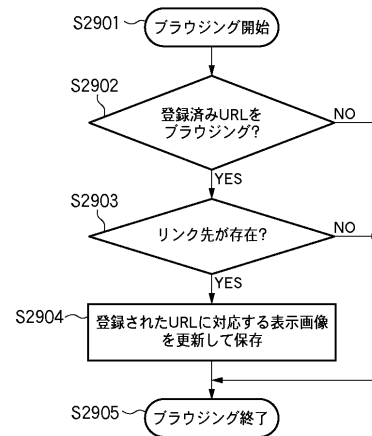 S2901
ブラウジング開始
S2902
登録済みURLを
ブラウジング?
NO
YES
S2903
リンク先が存在?
NO
YES
S2904
登録されたURLに対応する表示画像
を更新して保存
S2905
ブラウジング終了